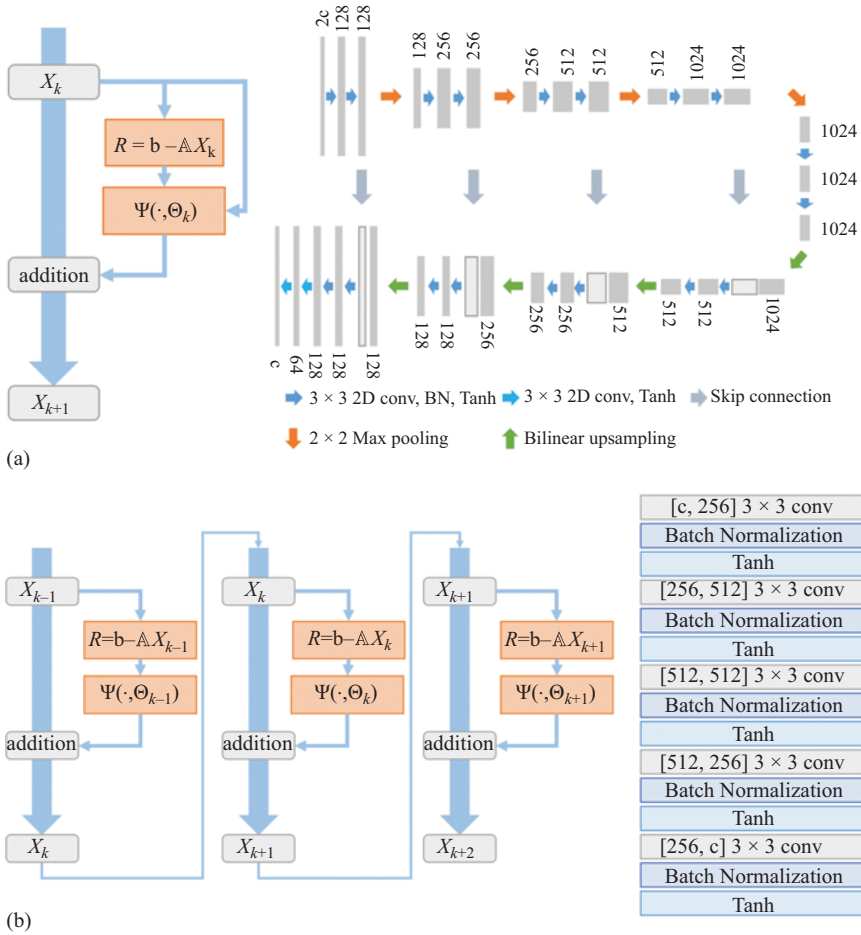 X_k
R = b – 𝔸X_k
Ψ(·,Θ_k)
addition
X_{k+1}
2c
128
128
128
256
256
256
512
512
512
1024
1024
1024
1024
1024
c
64
128
128
128
128
128
256
256
256
512
512
512
1024
3 × 3 2D conv, BN, Tanh
3 × 3 2D conv, Tanh
Skip connection
2 × 2 Max pooling
Bilinear upsampling
(a)
X_{k–1}
R=b–𝔸X_{k–1}
Ψ(·,Θ_{k–1})
addition
X_k
X_k
R=b–𝔸X_k
Ψ(·,Θ_k)
addition
X_{k+1}
X_{k+1}
R=b–𝔸X_{k+1}
Ψ(·,Θ_{k+1})
addition
X_{k+2}
[c, 256] 3 × 3 conv
Batch Normalization
Tanh
[256, 512] 3 × 3 conv
Batch Normalization
Tanh
[512, 512] 3 × 3 conv
Batch Normalization
Tanh
[512, 256] 3 × 3 conv
Batch Normalization
Tanh
[256, c] 3 × 3 conv
Batch Normalization
Tanh
(b)